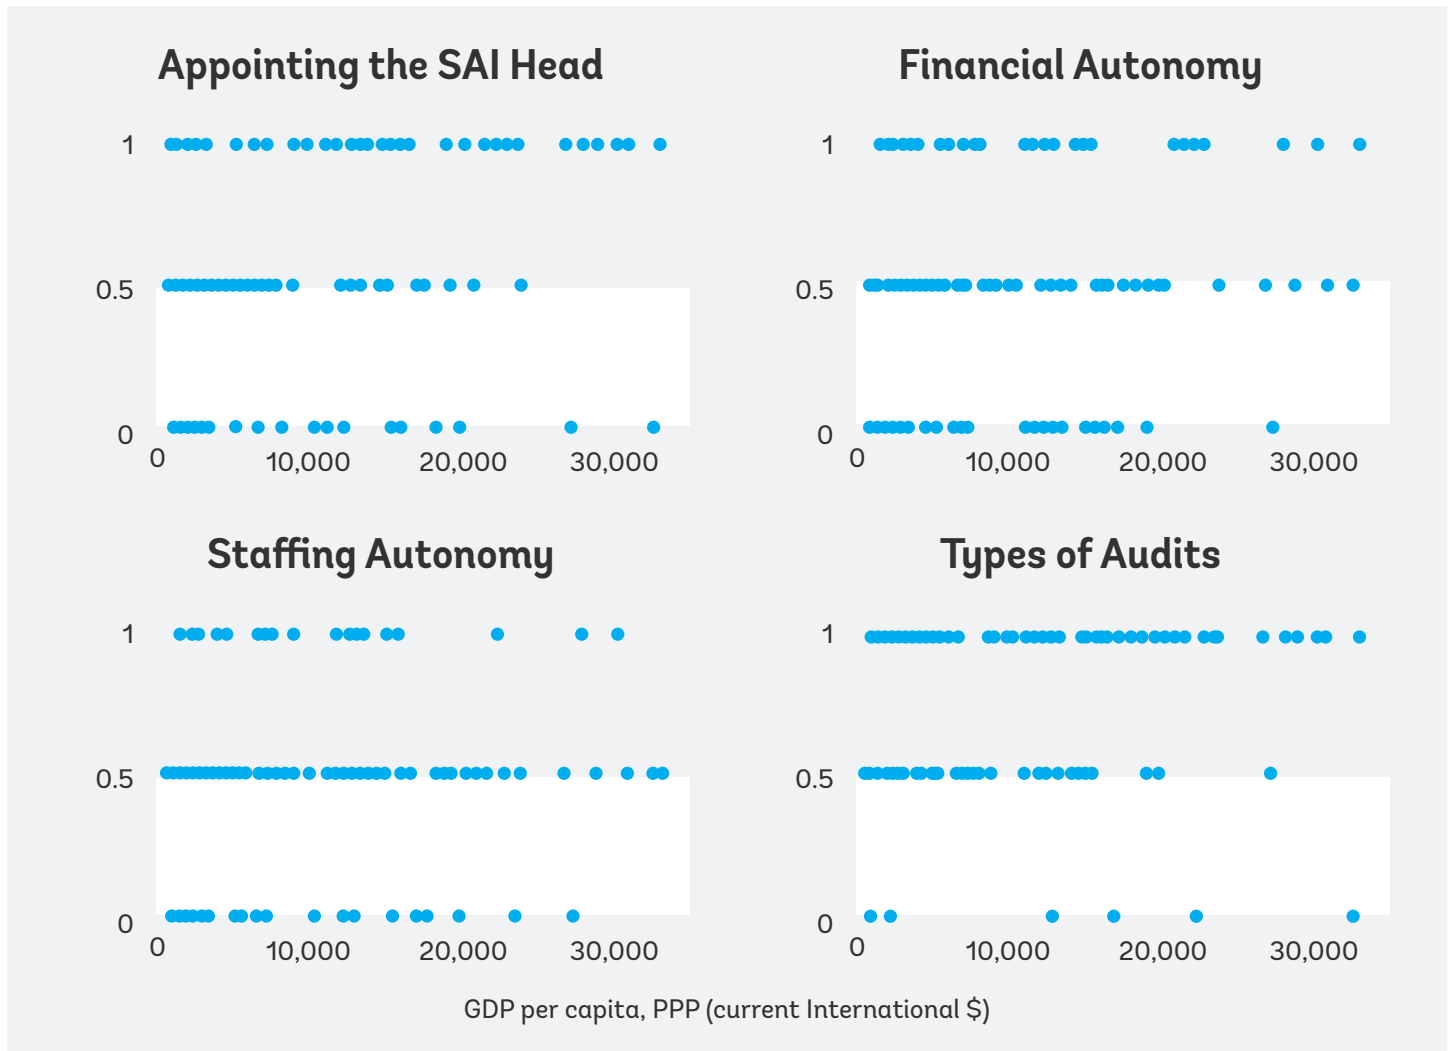 Appointing the SAI Head
1
0.5
0
0 10,000 20,000 30,000
Financial Autonomy
1
0.5
0
0 10,000 20,000 30,000
Staffing Autonomy
1
0.5
0
0 10,000 20,000 30,000
Types of Audits
1
0.5
0
0 10,000 20,000 30,000
GDP per capita, PPP (current International $)